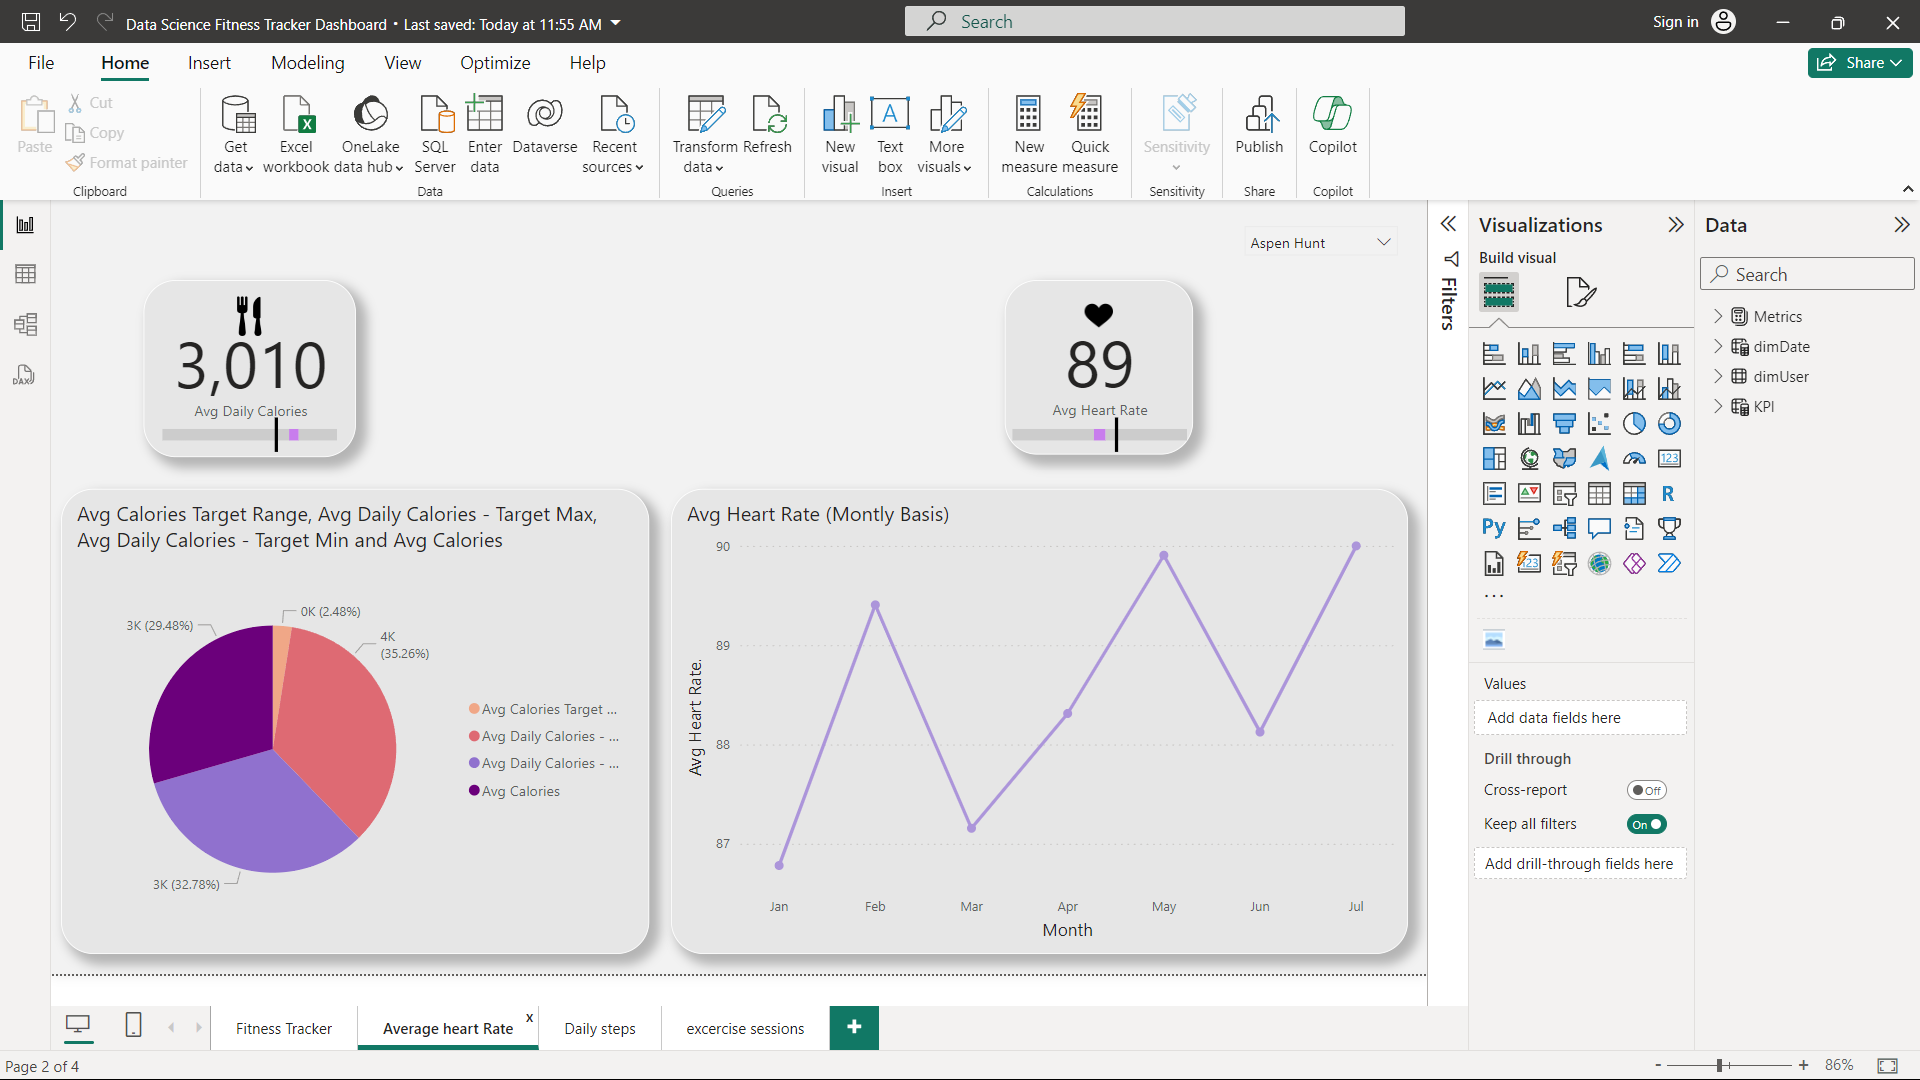 Data Science Fitness Tracker Dashboard • Last saved: Today at 11:55 AM
Search
Sign in
File
Home
Insert
Modeling
View
Optimize
Help
Share
Paste
Cut
Copy
Format painter
Clipboard
Get
data
Excel
workbook
OneLake
data hub
SQL
Server
Enter
data
Dataverse
Recent
sources
Data
Transform
data
Refresh
Queries
New
visual
A
Text
box
More
visuals
Insert
New
measure
Quick
measure
Calculations
Sensitivity
Sensitivity
Publish
Share
Copilot
Copilot
DAX
Aspen Hunt
3,010
Avg Daily Calories
89
Avg Heart Rate
Avg Calories Target Range, Avg Daily Calories - Target Max,
Avg Daily Calories - Target Min and Avg Calories
0K (2.48%)
3K (29.48%)
4K
(35.26%)
3K (32.78%)
Avg Calories Target ...
Avg Daily Calories - ...
Avg Daily Calories - ...
Avg Calories
Avg Heart Rate (Montly Basis)
90
89
88
87
Avg Heart Rate.
Jan
Feb
Mar
Apr
May
Jun
Jul
Month
Filters
Visualizations
Build visual
123
R
Py
123
...
Values
Add data fields here
Drill through
Cross-report
Off
Keep all filters
On
Add drill-through fields here
Data
Search
Metrics
dimDate
dimUser
KPI
Fitness Tracker
Average heart Rate
x
Daily steps
excercise sessions
+
Page 2 of 4
-
+
86%